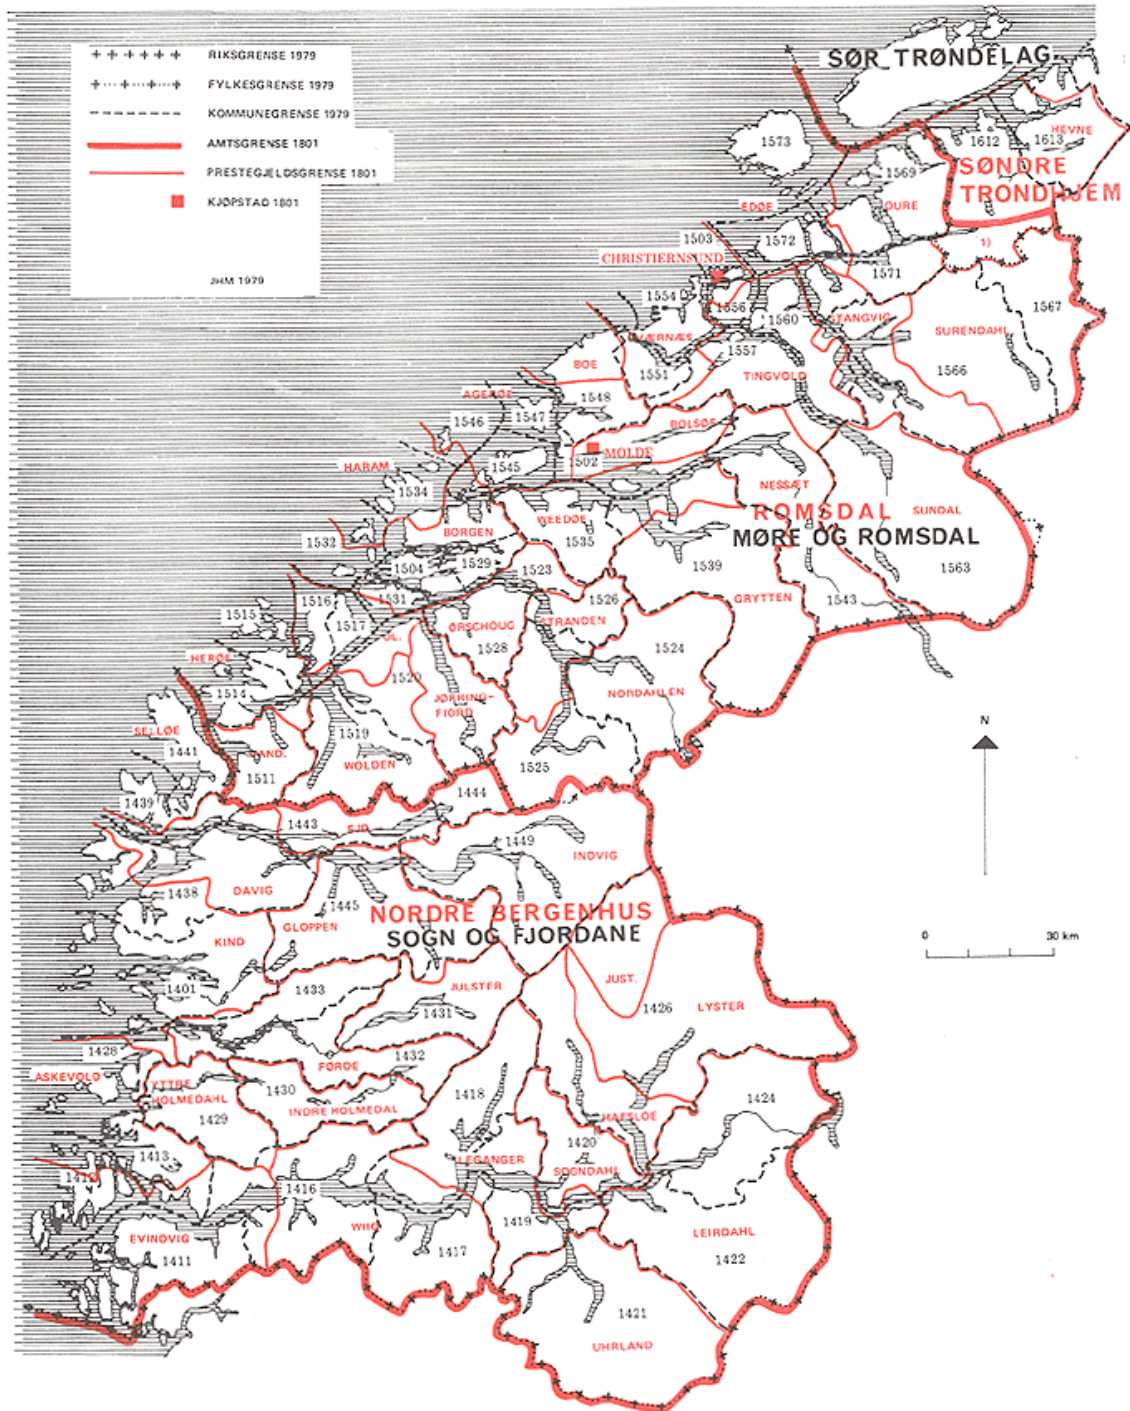 RIKSGRENSE 1979
FYLKESGRENSE 1979
KOMMUNEGRENSE 1979
AMTSGRENSE 1801
PRESTEGJELDSGRENSE 1801
KJØPSTAD 1801
JHM 1979
SØR TRØNDELAG
HEVNE
1612
1613
1573
1569
SØNDRE
TRONDHJEM
OURE
EDØE
1503
1572
1)
CHRISTIERNSUND
1571
1554
1556
1560
STANGVIG
1567
SURENDAHL
1557
BOE
1551
TINGVOLD
1566
1548
1547
1546
BOLSØE
1502
MOLDE
HARAM
1545
1534
NESSÆT
ROMSDAL
SUNDAL
WEEDØE
BORGEN
1532
1535
MØRE OG ROMSDAL
1504
1529
1523
1539
1563
1516
1531
1526
GRYTTEN
1543
1515
1517
ØRSCHOUG
STRANDEN
1528
1524
HERØE
1520
1514
JØRRING-
FIORD
NORDAHLEN
N
SELLØE
1441
1519
1511
WOLDEN
1525
1444
1439
1443
1449
INDVIG
DAVIG
1438
1445
NORDRE BERGENHUS
GLOPPEN
SOGN OG FJORDANE
KIND
0
30 km
1401
1433
JULSTER
JUST.
1426
LYSTER
1431
1428
1432
FØRDE
ASKEVOLD
YTTRE
HOLMEDAHL
1430
INDRE HOLMEDAL
1418
1424
1429
HAFSLOE
1420
1413
LEGANGER
SOGNDAHL
1412
1416
WIIG
1419
EVINDVIG
1411
1417
LEIRDAHL
1422
1421
UHRLAND